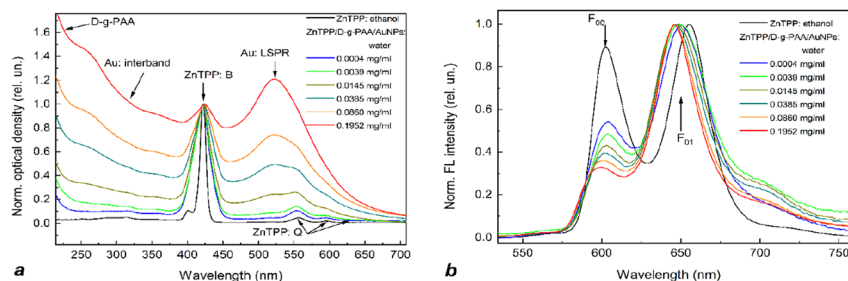 D-g-PAA
Au: interband
ZnTPP: B
Au: LSPR
ZnTPP: ethanol
ZnTPP/D-g-PAA/AuNPs:
water
0.0004 mg/ml
0.0039 mg/ml
0.0145 mg/ml
0.0385 mg/ml
0.0860 mg/ml
0.1952 mg/ml
ZnTPP: Q
Norm. optical density (rel. un.)
1.6
1.4
1.2
1.0
0.8
0.6
0.4
0.2
0.0
250 300 350 400 450 500 550 600 650 700
Wavelength (nm)
a
F00
F01
ZnTPP: ethanol
ZnTPP/D-g-PAA/AuNPs:
water
0.0004 mg/ml
0.0039 mg/ml
0.0145 mg/ml
0.0385 mg/ml
0.0860 mg/ml
0.1952 mg/ml
Norm. FL intensity (rel. un.)
1.0
0.8
0.6
0.4
0.2
0.0
550 600 650 700 750
Wavelength (nm)
b